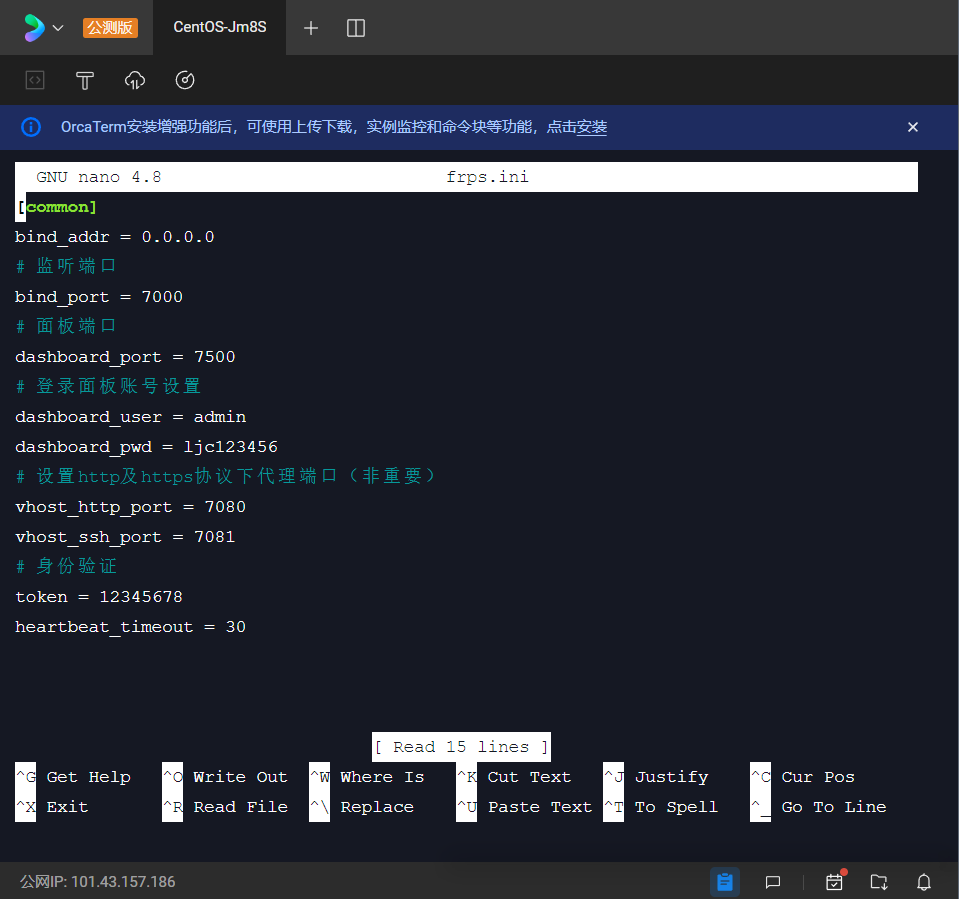 公测版
CentOS-Jm8S
OrcaTerm安装增强功能后，可使用上传下载，实例监控和命令块等功能，点击安装
GNU nano 4.8 frps.ini
[common]
bind_addr = 0.0.0.0
# 监听端口
bind_port = 7000
# 面板端口
dashboard_port = 7500
# 登录面板账号设置
dashboard_user = admin
dashboard_pwd = ljc123456
# 设置http及https协议下代理端口（非重要）
vhost_http_port = 7080
vhost_ssh_port = 7081
# 身份验证
token = 12345678
heartbeat_timeout = 30
[ Read 15 lines ]
^G Get Help ^O Write Out ^W Where Is ^K Cut Text ^J Justify ^C Cur Pos
^X Exit ^R Read File ^\ Replace ^U Paste Text ^T To Spell ^_ Go To Line
公网IP: 101.43.157.186